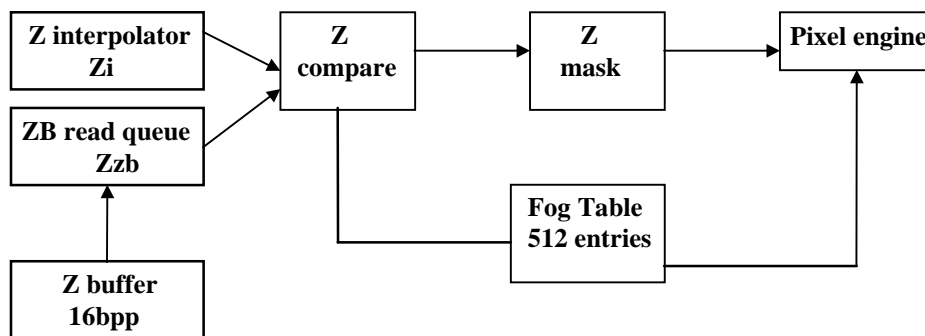 Z interpolator
Zi
Z
compare
Z
mask
Pixel engine
ZB read queue
Zzb
Fog Table
512 entries
Z buffer
16bpp